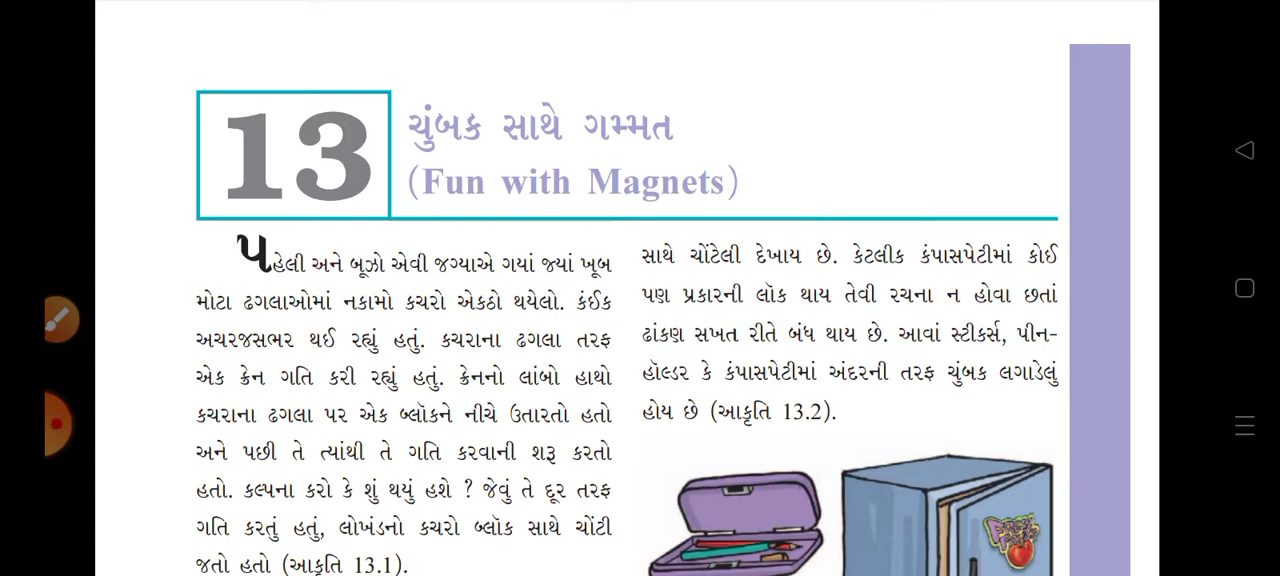 13
ચુંબક સાથે ગમ્મત
(Fun with Magnets)
પહેલી અને બૂઝો એવી જગ્યાએ ગયાં જ્યાં ખૂબ
મોટા ઢગલાઓમાં નકામો કચરો એકઠો થયેલો. કંઈક
અચરજસભર થઈ રહ્યું હતું. કચરાના ઢગલા તરફ
એક ક્રેન ગતિ કરી રહ્યું હતું. ક્રેનનો લાંબો હાથો
કચરાના ઢગલા પર એક બ્લૉકને નીચે ઉતારતો હતો
અને પછી તે ત્યાંથી તે ગતિ કરવાની શરૂ કરતો
હતો. કલ્પના કરો કે શું થયું હશે ? જેવું તે દૂર તરફ
ગતિ કરતું હતું, લોખંડનો કચરો બ્લૉક સાથે ચોંટી
જતો હતો (આકૃતિ 13.1).
સાથે ચોંટેલી દેખાય છે. કેટલીક કંપાસપેટીમાં કોઈ
પણ પ્રકારની લૉક થાય તેવી રચના ન હોવા છતાં
ઢાંકણ સખત રીતે બંધ થાય છે. આવાં સ્ટીકર્સ, પીન-
હૉલ્ડર કે કંપાસપેટીમાં અંદરની તરફ ચુંબક લગાડેલું
હોય છે (આકૃતિ 13.2).